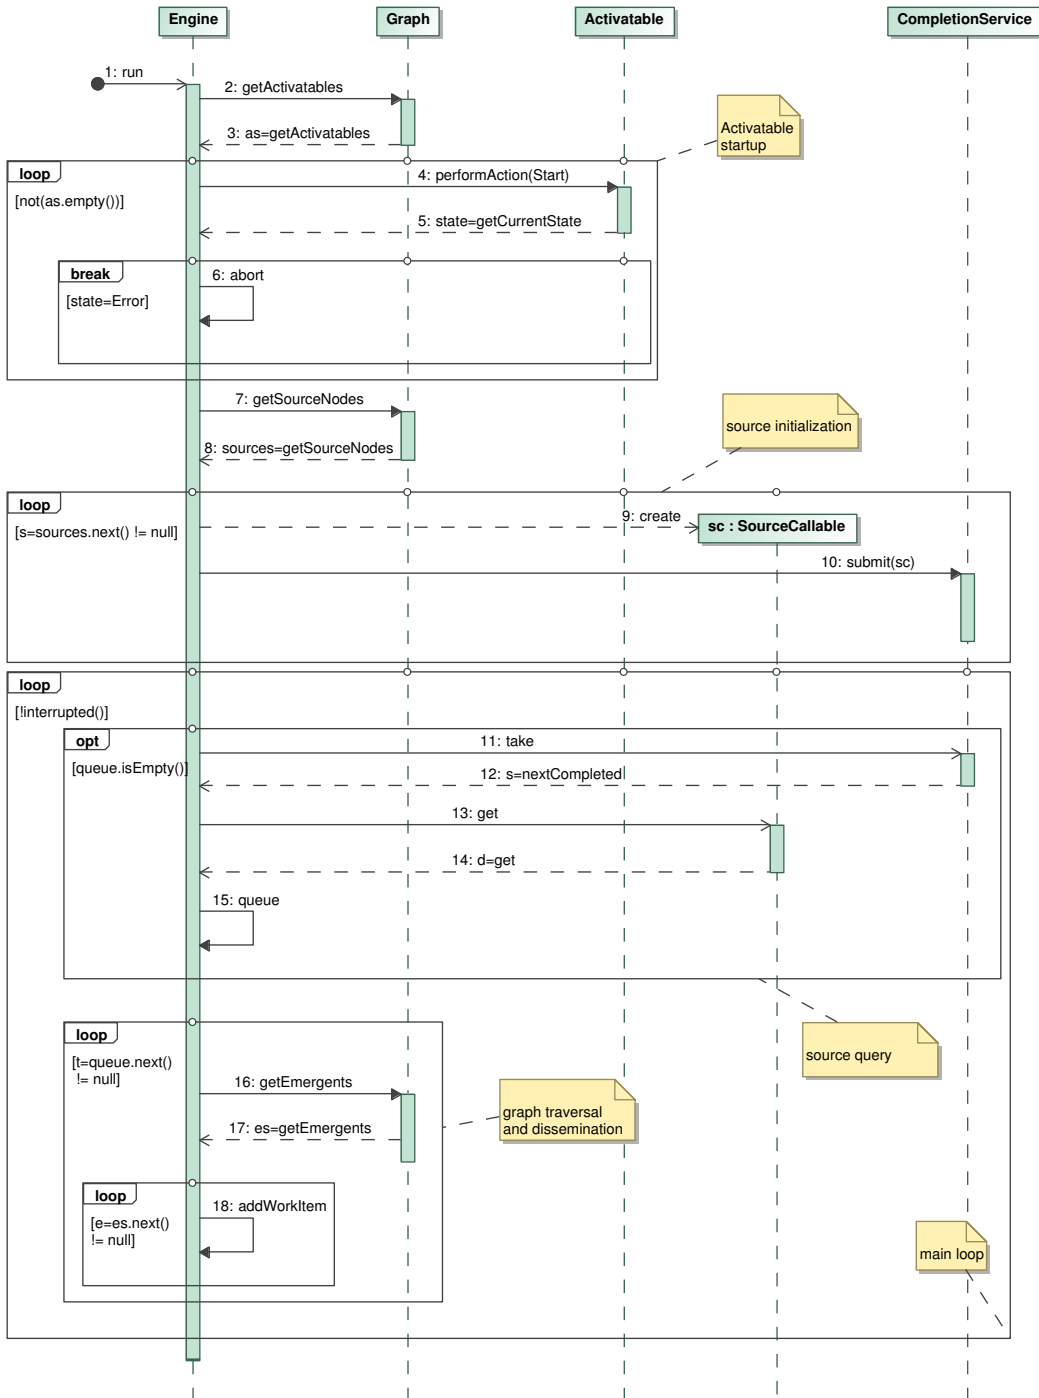 Engine
Graph
Activatable
CompletionService
1: run
2: getActivatables
3: as=getActivatables
Activatable
startup
loop
[not(as.empty())]
4: performAction(Start)
5: state=getCurrentState
break
[state=Error]
6: abort
7: getSourceNodes
8: sources=getSourceNodes
source initialization
loop
[s=sources.next() != null]
9: create
sc : SourceCallable
10: submit(sc)
loop
[!interrupted()]
opt
[queue.isEmpty()]
11: take
12: s=nextCompleted
13: get
14: d=get
15: queue
source query
loop
[t=queue.next()
!= null]
16: getEmergents
17: es=getEmergents
graph traversal
and dissemination
loop
[e=es.next()
!= null]
18: addWorkItem
main loop